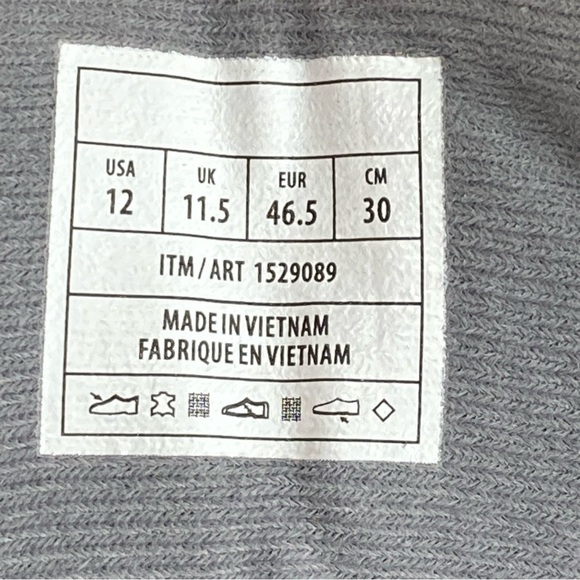 USA UK EUR CM
12 11.5 46.5 30
ITM/ART 1529089
MADE IN VIETNAM
FABRIQUE EN VIETNAM